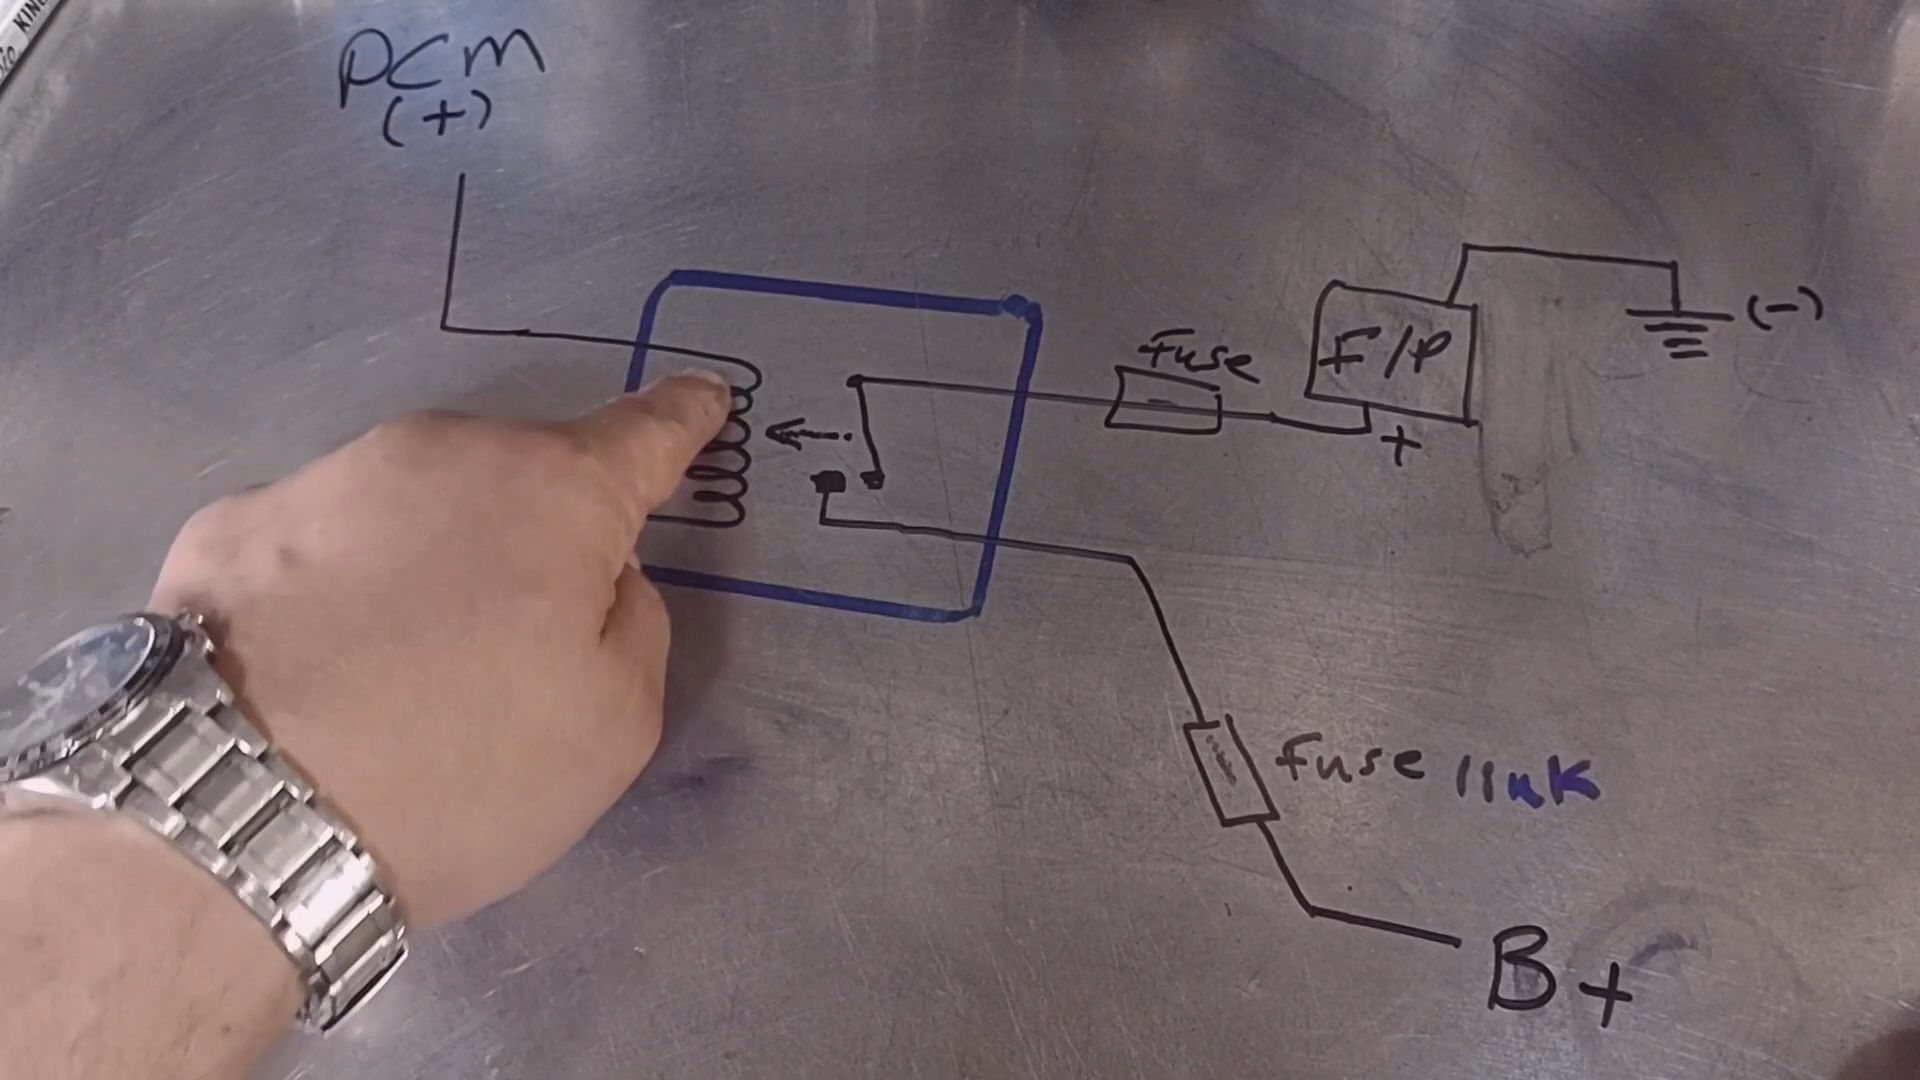 PCM
(+)
Fuse
F/P
(-)
+
Fuse link
B+